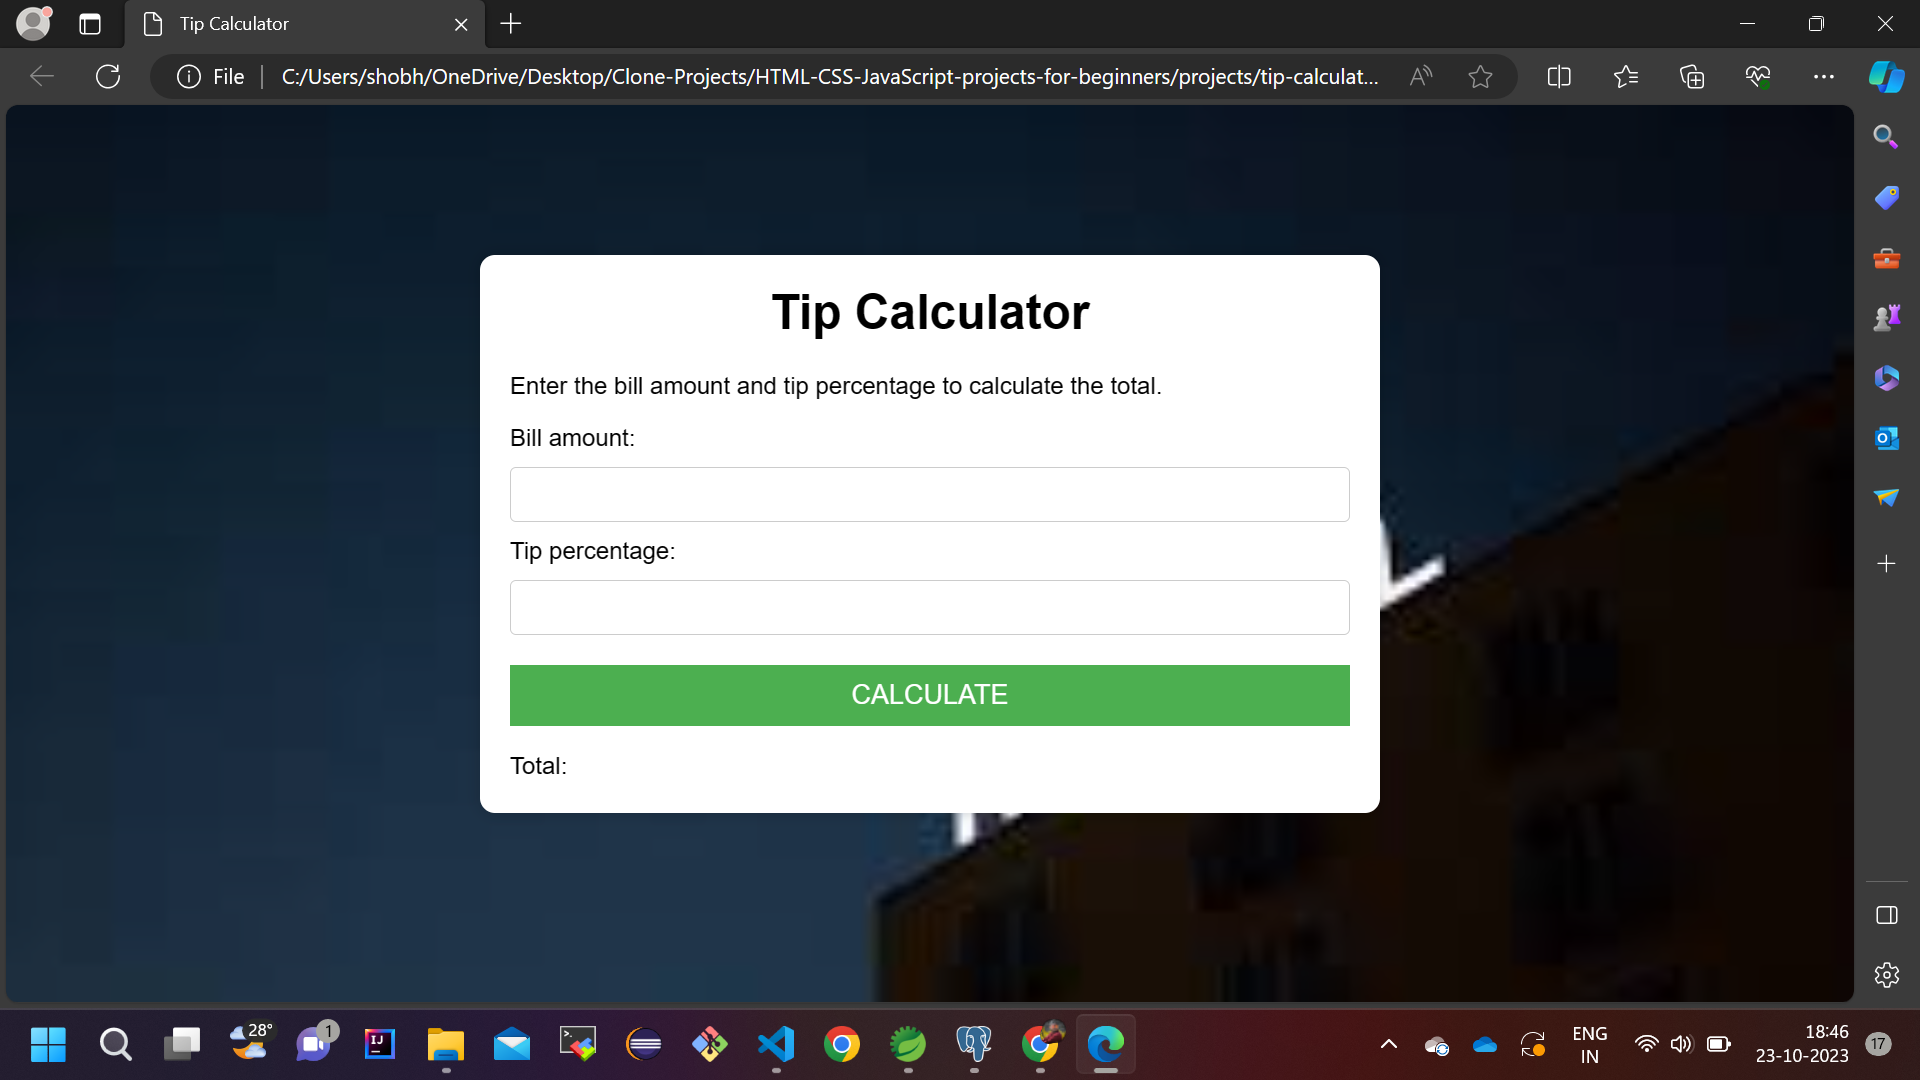 Tip Calculator
File
C:/Users/shobh/OneDrive/Desktop/Clone-Projects/HTML-CSS-JavaScript-projects-for-beginners/projects/tip-calculat...
Tip Calculator
Enter the bill amount and tip percentage to calculate the total.
Bill amount:
Tip percentage:
CALCULATE
Total:
28°
1
IJ
ENG
IN
18:46
23-10-2023
17